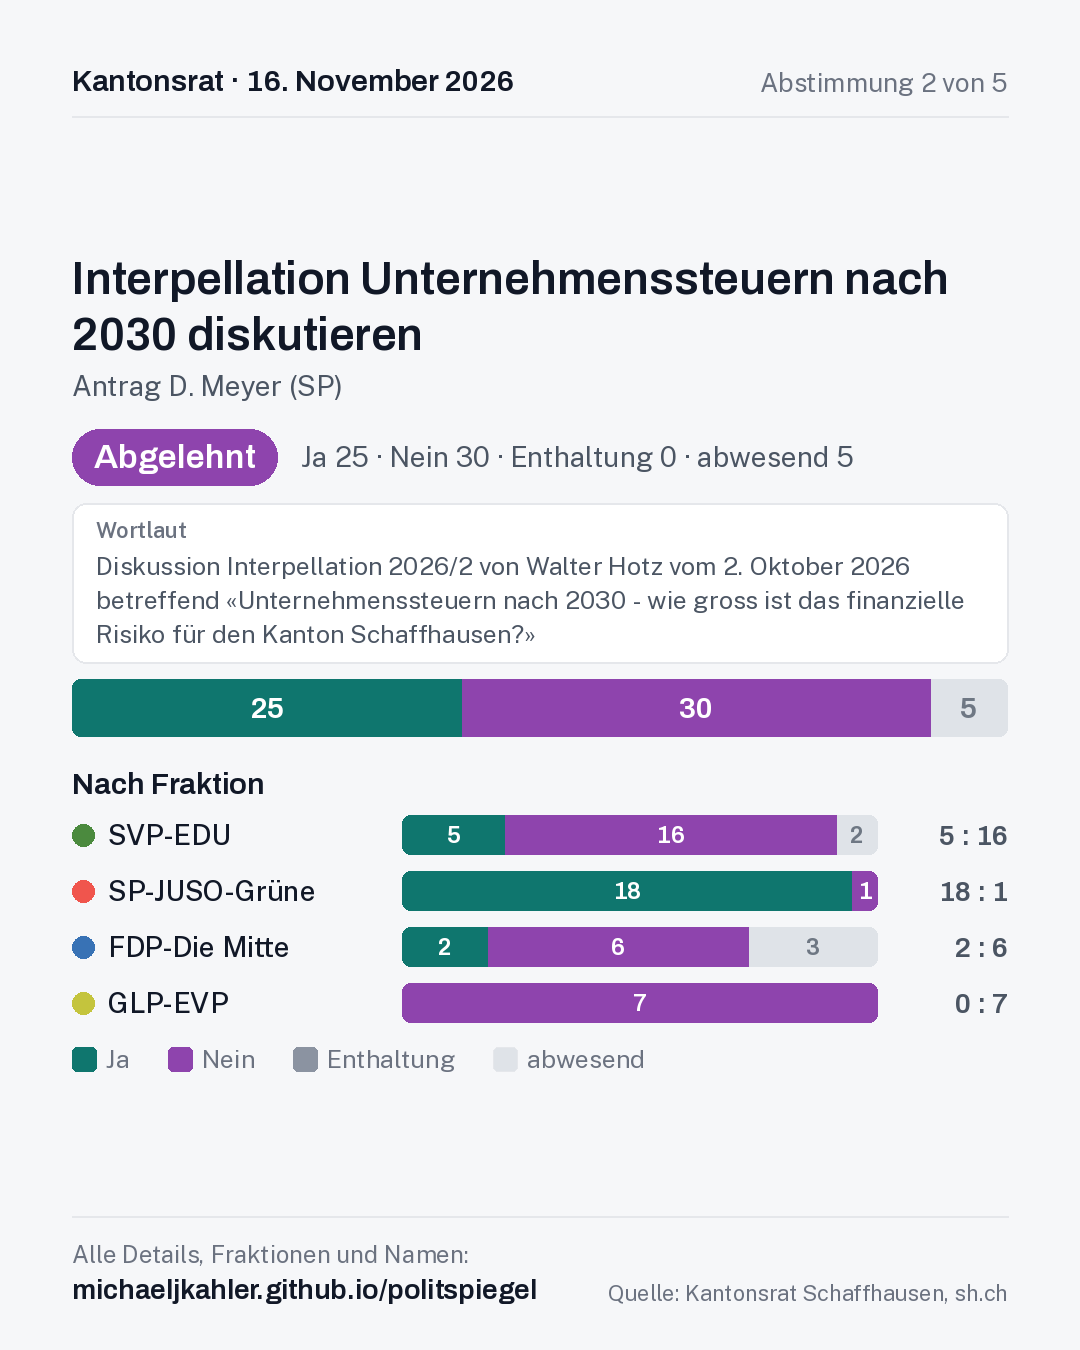 Kantonsrat · 16. November 2026
Abstimmung 2 von 5
Interpellation Unternehmenssteuern nach
2030 diskutieren
Antrag D. Meyer (SP)
Abgelehnt
Ja 25 · Nein 30 · Enthaltung 0 · abwesend 5
Wortlaut
Diskussion Interpellation 2026/2 von Walter Hotz vom 2. Oktober 2026
betreffend «Unternehmenssteuern nach 2030 - wie gross ist das finanzielle
Risiko für den Kanton Schaffhausen?»
25 30 5
Nach Fraktion
SVP-EDU 5 16 2 5 : 16
SP-JUSO-Grüne 18 1 18 : 1
FDP-Die Mitte 2 6 3 2 : 6
GLP-EVP 7 0 : 7
Ja Nein Enthaltung abwesend
Alle Details, Fraktionen und Namen:
michaeljkahler.github.io/politspiegel
Quelle: Kantonsrat Schaffhausen, sh.ch